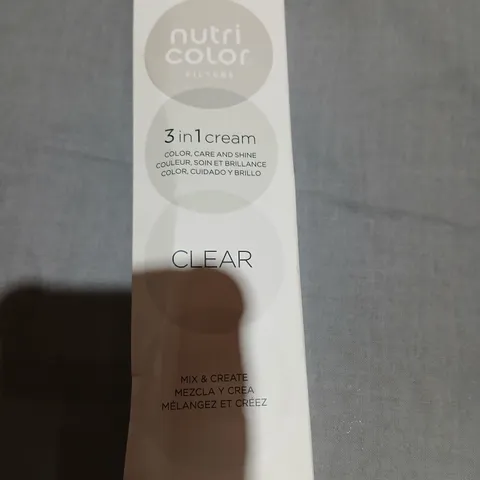 nutri
color
FILTERS
3 in 1 cream
COLOR, CARE AND SHINE
COULEUR, SOIN ET BRILLANCE
COLOR, CUIDADO Y BRILLO
CLEAR
MIX & CREATE
MEZCLA Y CREA
MÉLANGEZ ET CRÉEZ